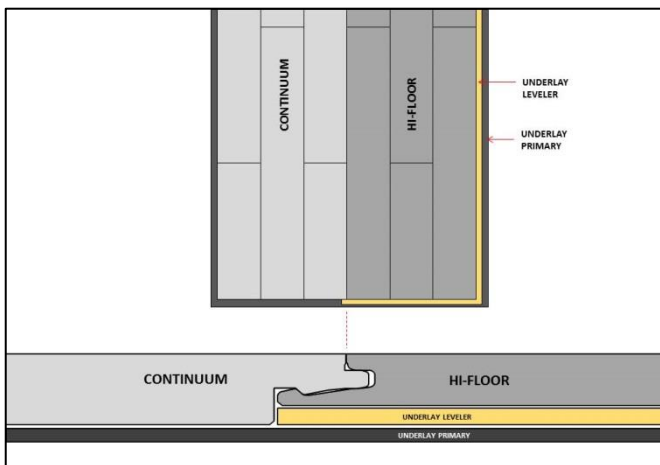 CONTINUUM
HI-FLOOR
UNDERLAY
LEVELER
UNDERLAY
PRIMARY
CONTINUUM
HI-FLOOR
UNDERLAY LEVELER
UNDERLAY PRIMARY